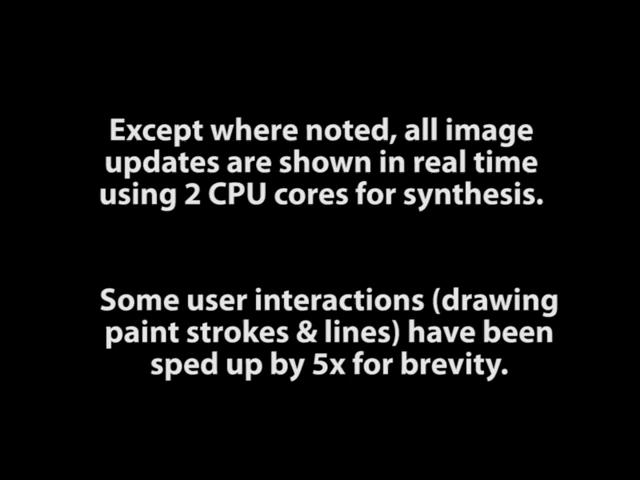 Except where noted, all image
updates are shown in real time
using 2 CPU cores for synthesis.
Some user interactions (drawing
paint strokes & lines) have been
sped up by 5x for brevity.